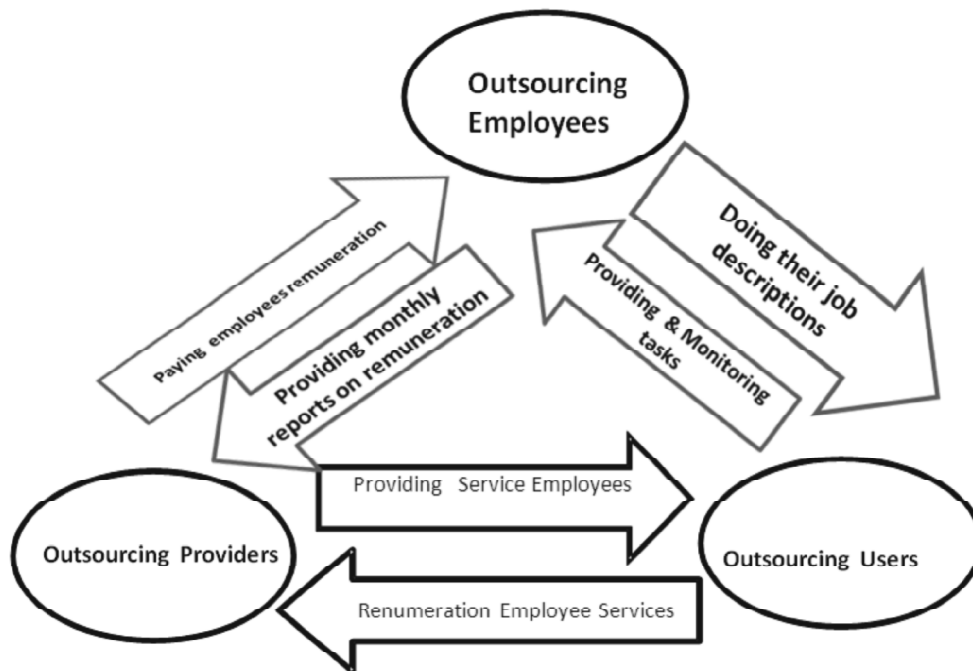 Outsourcing
Employees
Paying employees remuneration
Providing monthly
reports on remuneration
Doing their job
descriptions
Providing & Monitoring
tasks
Providing Service Employees
Outsourcing Providers
Outsourcing Users
Renumeration Employee Services